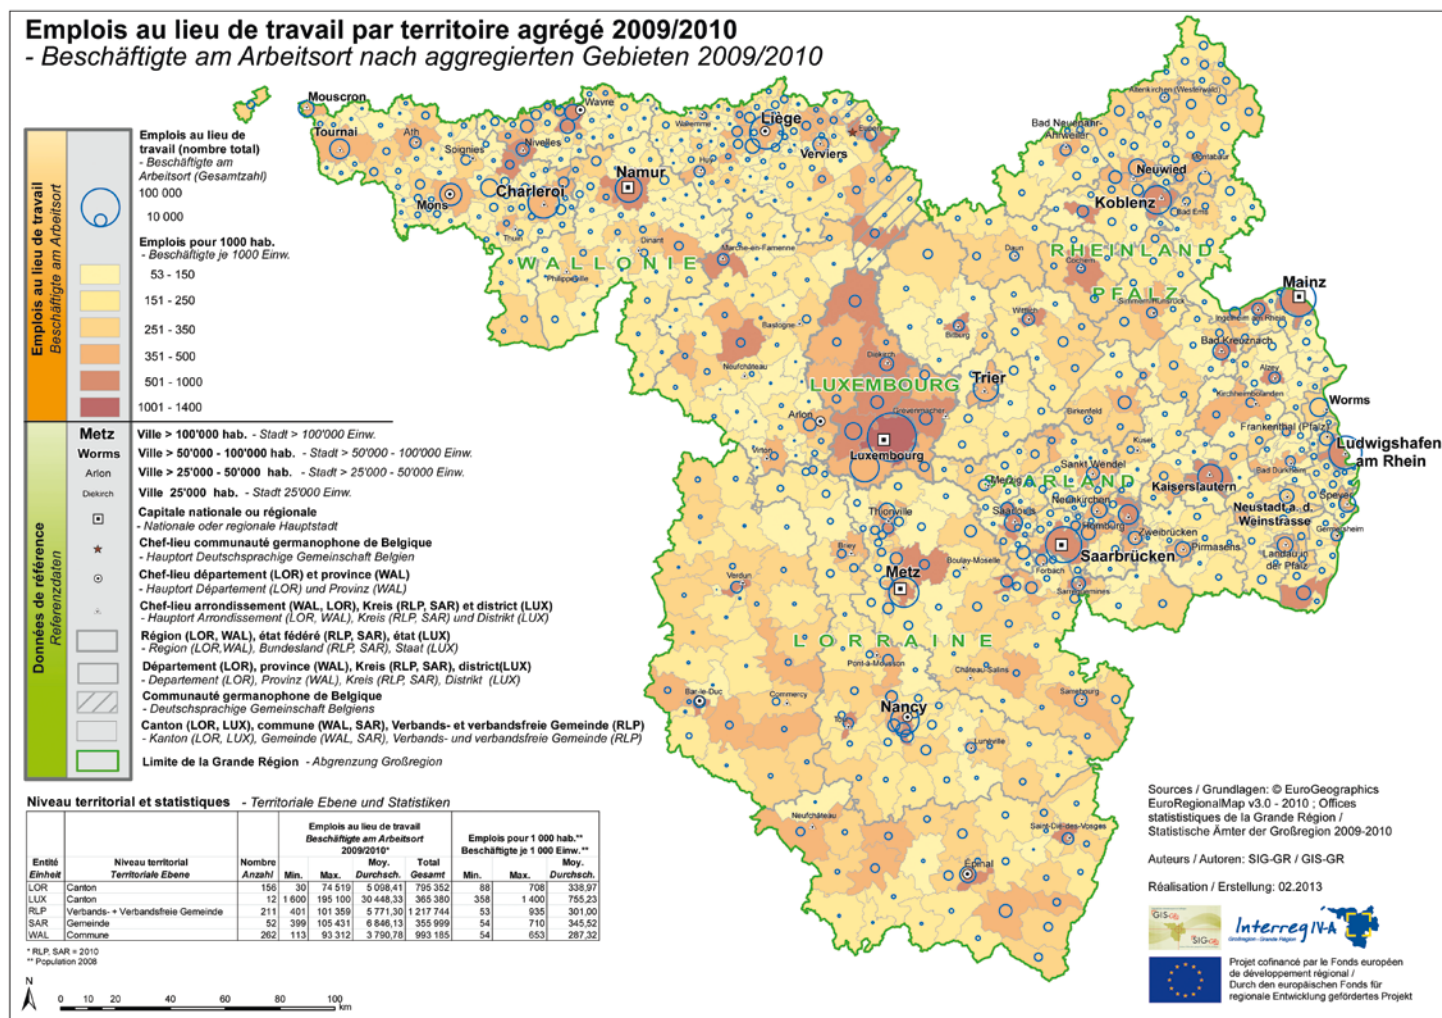 Emplois au lieu de travail par territoire agrégé 2009/2010
- Beschäftigte am Arbeitsort nach aggregierten Gebieten 2009/2010
Emplois au lieu de travail
Beschäftigte am Arbeitsort
Emplois au lieu de
travail (nombre total)
- Beschäftigte am
Arbeitsort (Gesamtzahl)
100 000
10 000
Emplois pour 1000 hab.
- Beschäftigte je 1000 Einw.
53 - 150
151 - 250
251 - 350
351 - 500
501 - 1000
1001 - 1400
Données de référence
Referenzdaten
Metz Ville > 100'000 hab. - Stadt > 100'000 Einw.
Worms Ville > 50'000 - 100'000 hab. - Stadt > 50'000 - 100'000 Einw.
Arlon Ville > 25'000 - 50'000 hab. - Stadt > 25'000 - 50'000 Einw.
Diekirch Ville 25'000 hab. - Stadt 25'000 Einw.
Capitale nationale ou régionale
- Nationale oder regionale Hauptstadt
Chef-lieu communauté germanophone de Belgique
- Hauptort Deutschsprachige Gemeinschaft Belgien
Chef-lieu département (LOR) et province (WAL)
- Hauptort Département (LOR) und Provinz (WAL)
Chef-lieu arrondissement (WAL, LOR), Kreis (RLP, SAR) et district (LUX)
- Hauptort Arrondissement (LOR, WAL), Kreis (RLP, SAR) und Distrikt (LUX)
Région (LOR, WAL), état fédéré (RLP, SAR), état (LUX)
- Region (LOR,WAL), Bundesland (RLP, SAR), Staat (LUX)
Département (LOR), province (WAL), Kreis (RLP, SAR), district(LUX)
- Departement (LOR), Provinz (WAL), Kreis (RLP, SAR), Distrikt (LUX)
Communauté germanophone de Belgique
- Deutschsprachige Gemeinschaft Belgiens
Canton (LOR, LUX), commune (WAL, SAR), Verbands- et verbandsfreie Gemeinde (RLP)
- Kanton (LOR, LUX), Gemeinde (WAL, SAR), Verbands- und verbandsfreie Gemeinde (RLP)
Limite de la Grande Région - Abgrenzung Großregion
Mouscron
Tournai
Ath
Soignies
Mons
Wavre
Nivelles
Charleroi
Thuin
Namur
Waremme
Huy
Liège
Verviers
Eupen
Dinant
Philippeville
Marche-en-Famenne
WALLONIE
Bastogne
Neufchâteau
Arlon
Virton
Diekirch
LUXEMBOURG
Grevenmacher
Luxembourg
Altenkirchen (Westerwald)
Bad Neuenahr-
Ahrweiler
Montabaur
Neuwied
Koblenz
Bad Ems
RHEINLAND
PFALZ
Daun
Cochem
Simmern/Hunsrück
Mainz
Ingelheim am Rhein
Bad Kreuznach
Bitburg
Wittlich
Trier
Alzey
Kirchheimbolanden
Worms
Birkenfeld
Kusel
Frankenthal (Pfalz)
Ludwigshafen
am Rhein
Bad Dürkheim
Kaiserslautern
Speyer
Neustadt a. d.
Weinstrasse
Germersheim
Landau in
der Pfalz
Pirmasens
Zweibrücken
Sankt Wendel
SAARLAND
Merzig
Neunkirchen
Saarlouis
Homburg
Saarbrücken
Forbach
Sarreguemines
Thionville
Briey
Boulay-Moselle
Verdun
Metz
LORRAINE
Pont-à-Mousson
Château-Salins
Bar-le-Duc
Commercy
Sarrebourg
Toul
Nancy
Lunéville
Neufchâteau
Saint-Dié-des-Vosges
Épinal
Niveau territorial et statistiques - Territoriale Ebene und Statistiken
Emplois au lieu de travail
Beschäftigte am Arbeitsort
2009/2010*
Emplois pour 1 000 hab.**
Beschäftigte je 1 000 Einw.**
Entité Niveau territorial Nombre Moy. Total Moy.
Einheit Territoriale Ebene Anzahl Min. Max. Durchsch. Gesamt Min. Max. Durchsch.
LOR Canton 156 30 74 519 5 098,41 795 352 88 708 338,97
LUX Canton 12 1 600 195 100 30 448,33 365 380 358 1 400 755,23
RLP Verbands- + Verbandsfreie Gemeinde 211 401 101 359 5 771,30 1 217 744 53 935 301,00
SAR Gemeinde 52 399 105 431 6 846,13 355 999 54 710 345,52
WAL Commune 262 113 93 312 3 790,78 993 185 54 653 287,32
* RLP, SAR = 2010
** Population 2008
N
0 10 20 40 60 80 100
km
Sources / Grundlagen: © EuroGeographics
EuroRegionalMap v3.0 - 2010 ; Offices
statististiques de la Grande Région /
Statistische Ämter der Großregion 2009-2010
Auteurs / Autoren: SIG-GR / GIS-GR
Réalisation / Erstellung: 02.2013
GIS-GR
SIG-GR
Interreg IV-A
Großregion - Grande Région
Projet cofinancé par le Fonds européen
de développement régional /
Durch den europäischen Fonds für
regionale Entwicklung gefördertes Projekt